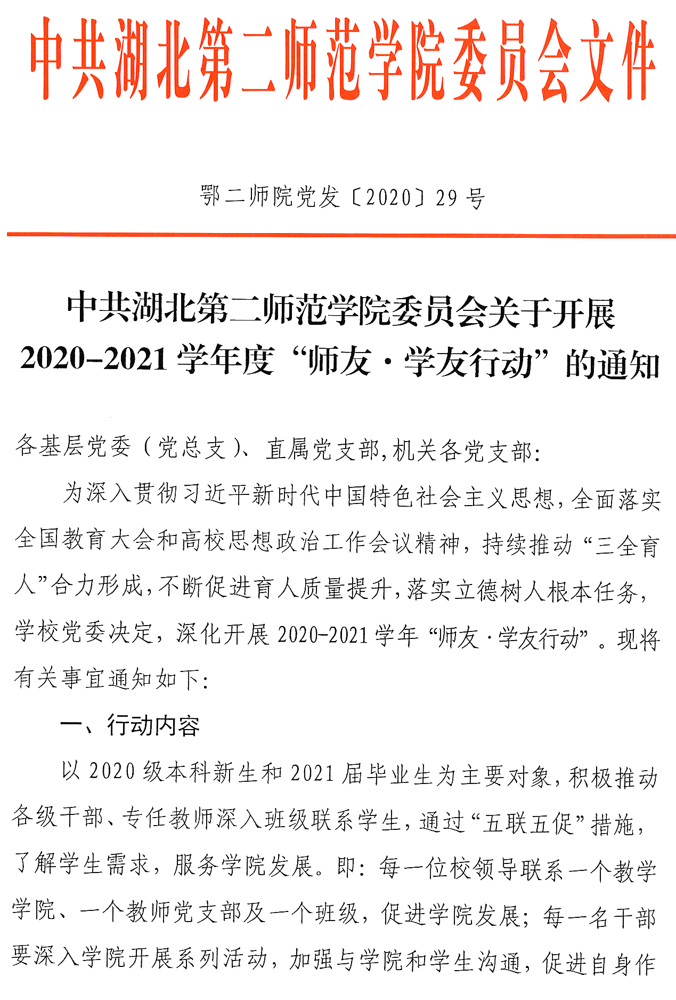 中共湖北第二师范学院委员会文件
鄂二师院党发〔2020〕29 号
中共湖北第二师范学院委员会关于开展
2020-2021 学年度“师友·学友行动”的通知
各基层党委（党总支）、直属党支部,机关各党支部：
为深入贯彻习近平新时代中国特色社会主义思想,全面落实
全国教育大会和高校思想政治工作会议精神，持续推动“三全育
人”合力形成,不断促进育人质量提升,落实立德树人根本任务，
学校党委决定，深化开展 2020-2021 学年“师友·学友行动”。现将
有关事宜通知如下：
一、行动内容
以 2020 级本科新生和 2021 届毕业生为主要对象,积极推动
各级干部、专任教师深入班级联系学生,通过“五联五促”措施，
了解学生需求，服务学院发展。即：每一位校领导联系一个教学
学院、一个教师党支部及一个班级，促进学院发展；每一名干部
要深入学院开展系列活动，加强与学院和学生沟通，促进自身作